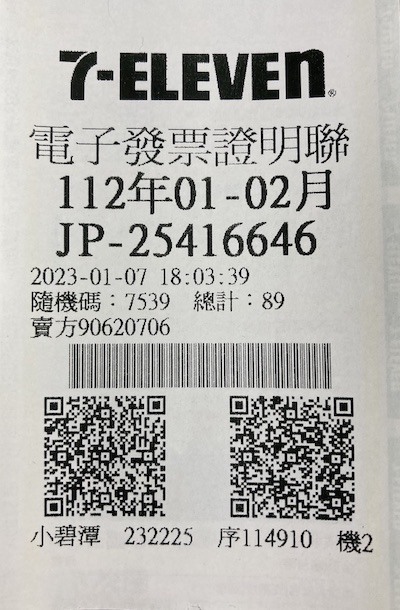 7-ELEVEN®
電子發票證明聯
112年01-02月
JP-25416646
2023-01-07 18:03:39
隨機碼：7539 總計：89
賣方90620706
小碧潭 232225 序114910 機2